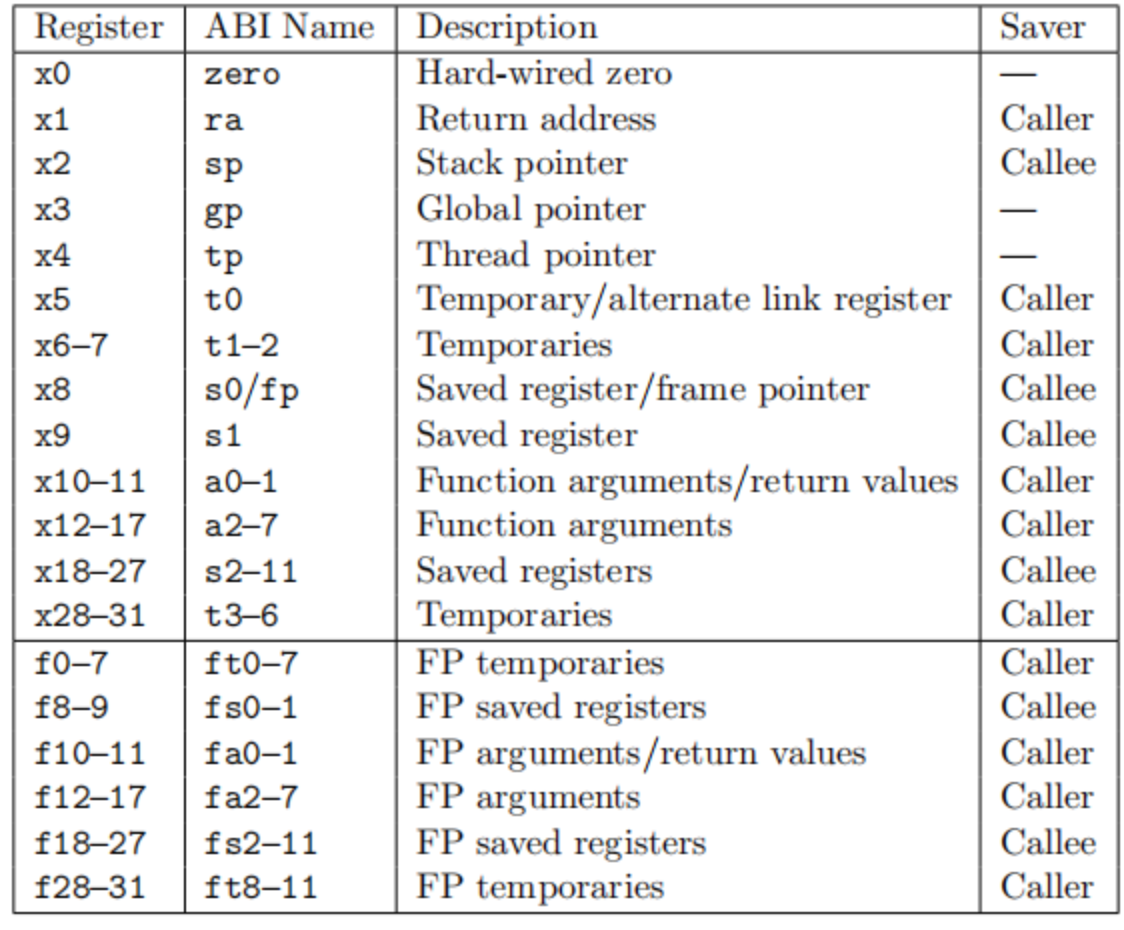 Register ABI Name Description Saver
x0 zero Hard-wired zero —
x1 ra Return address Caller
x2 sp Stack pointer Callee
x3 gp Global pointer —
x4 tp Thread pointer —
x5 t0 Temporary/alternate link register Caller
x6–7 t1–2 Temporaries Caller
x8 s0/fp Saved register/frame pointer Callee
x9 s1 Saved register Callee
x10–11 a0–1 Function arguments/return values Caller
x12–17 a2–7 Function arguments Caller
x18–27 s2–11 Saved registers Callee
x28–31 t3–6 Temporaries Caller
f0–7 ft0–7 FP temporaries Caller
f8–9 fs0–1 FP saved registers Callee
f10–11 fa0–1 FP arguments/return values Caller
f12–17 fa2–7 FP arguments Caller
f18–27 fs2–11 FP saved registers Callee
f28–31 ft8–11 FP temporaries Caller